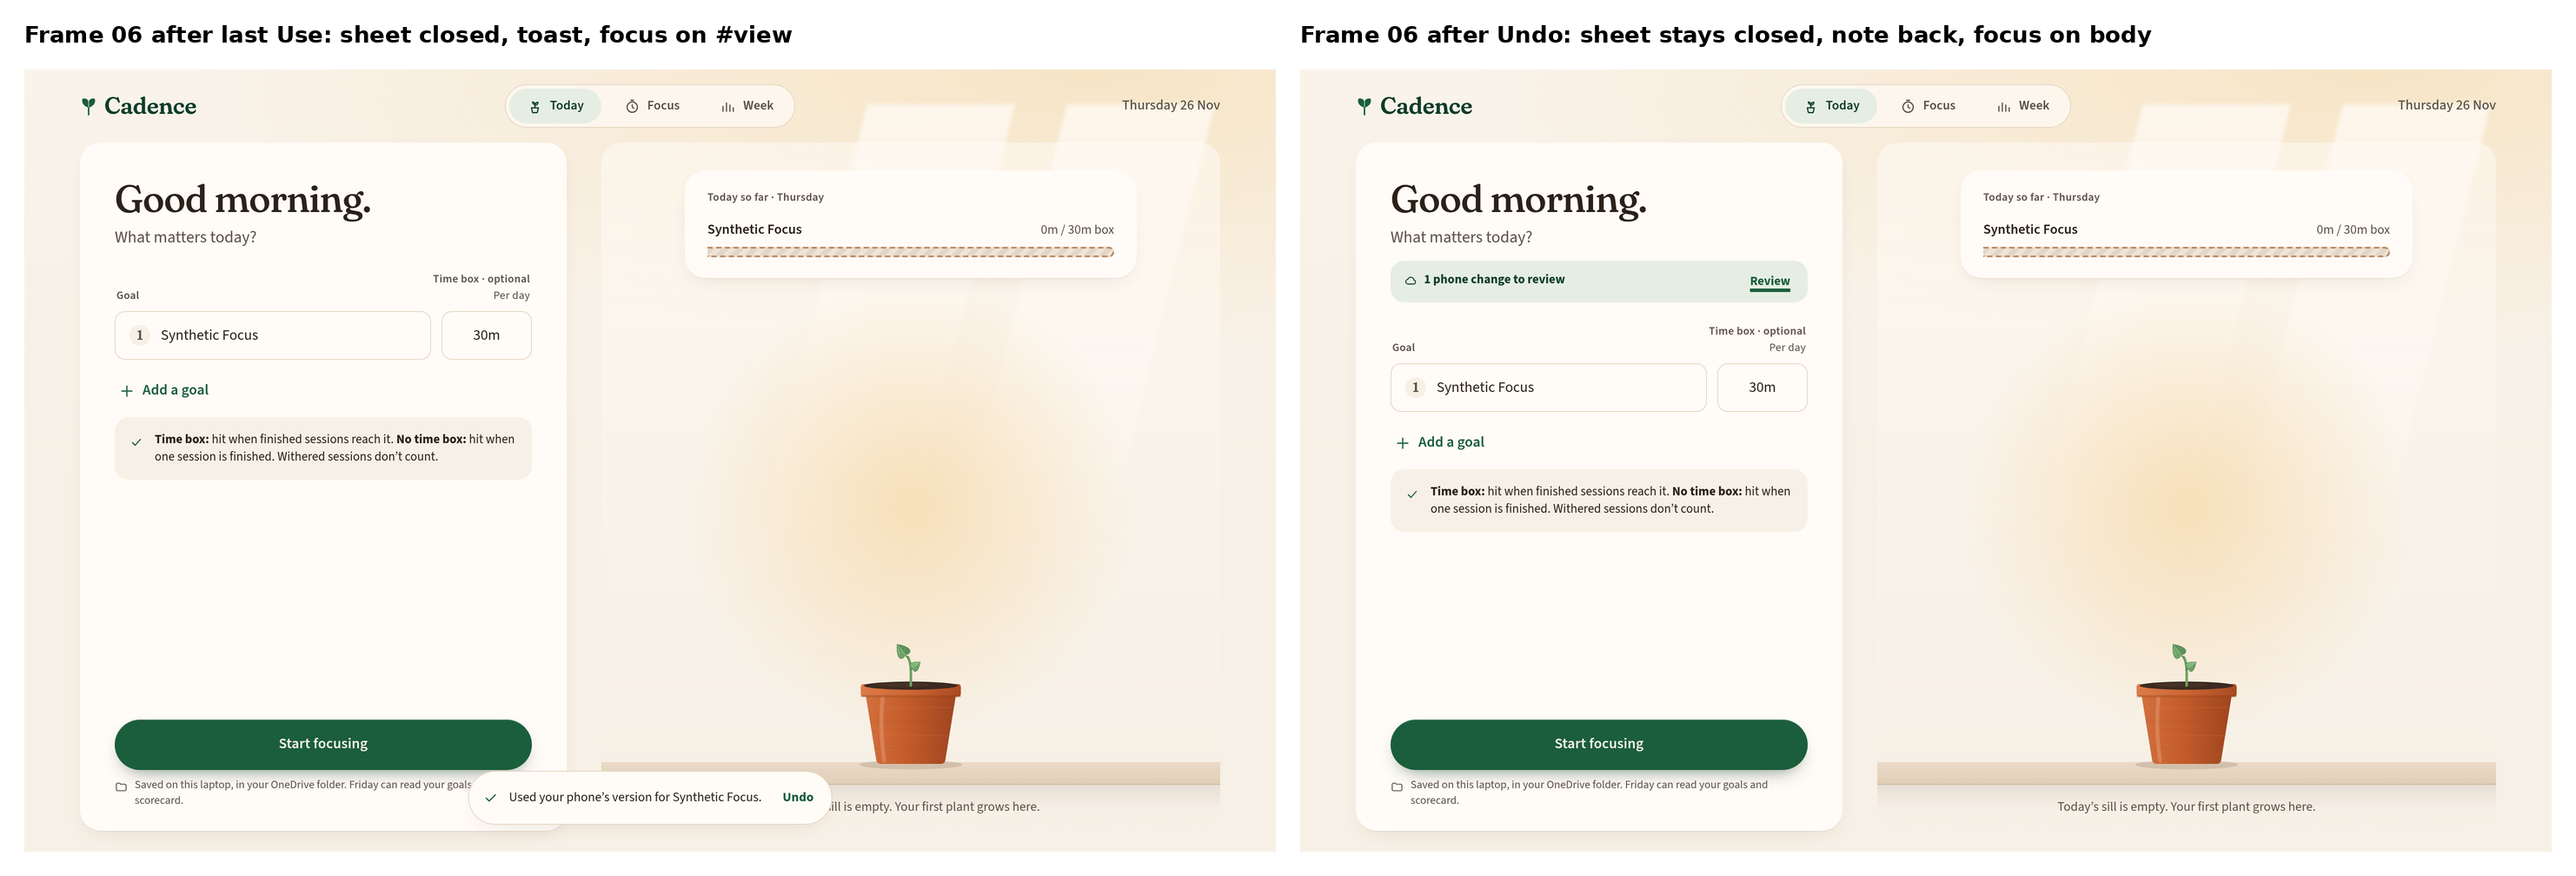 Frame 06 after last Use: sheet closed, toast, focus on #view
Cadence
Today
Focus
Week
Thursday 26 Nov
Good morning.
What matters today?
Time box · optional
Goal
Per day
1
Synthetic Focus
30m
Add a goal
Time box: hit when finished sessions reach it. No time box: hit when
one session is finished. Withered sessions don't count.
Start focusing
Saved on this laptop, in your OneDrive folder. Friday can read your goals
scorecard.
Today so far · Thursday
Synthetic Focus
0m / 30m box
Used your phone's version for Synthetic Focus.
Undo
sill is empty. Your first plant grows here.
Frame 06 after Undo: sheet stays closed, note back, focus on body
Cadence
Today
Focus
Week
Thursday 26 Nov
Good morning.
What matters today?
1 phone change to review
Review
Time box · optional
Goal
Per day
1
Synthetic Focus
30m
Add a goal
Time box: hit when finished sessions reach it. No time box: hit when
one session is finished. Withered sessions don't count.
Start focusing
Saved on this laptop, in your OneDrive folder. Friday can read your goals and
scorecard.
Today so far · Thursday
Synthetic Focus
0m / 30m box
Today's sill is empty. Your first plant grows here.